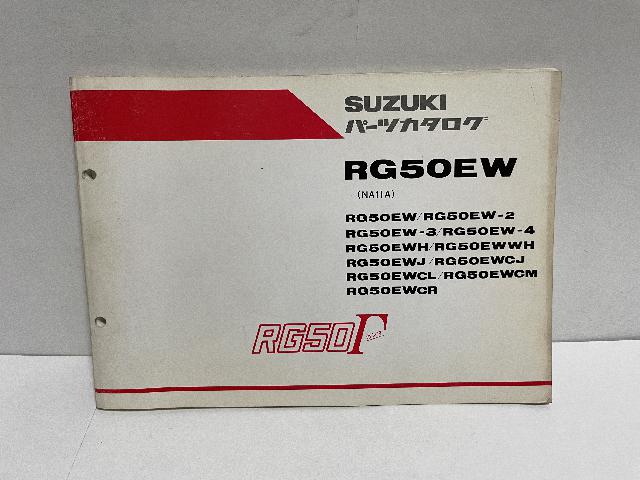 SUZUKI
パーツカタログ
RG50EW
(NA11A)
RG50EW/RG50EW-2
RG50EW-3/RG50EW-4
RG50EWH/RG50EWWH
RG50EWJ/RG50EWCJ
RG50EWCL/RG50EWCM
RG50EWCR
RG50Γ